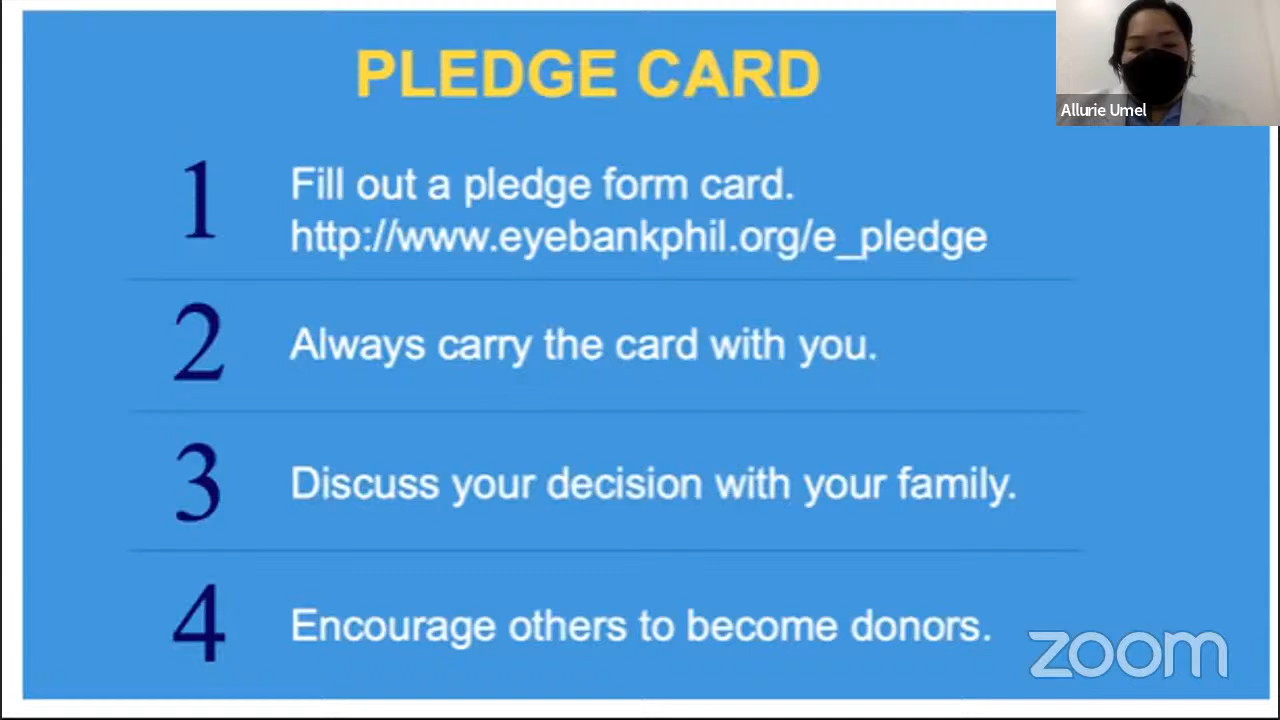 PLEDGE CARD
Allurie Umel
1
Fill out a pledge form card.
http://www.eyebankphil.org/e_pledge
2
Always carry the card with you.
3
Discuss your decision with your family.
4
Encourage others to become donors.
zoom